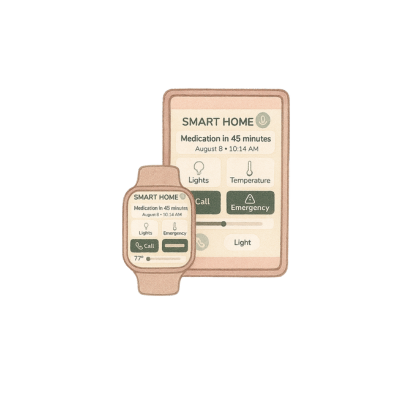 SMART HOME
Medication in 45 minutes
August 8 • 10:14 AM
Lights Temperature
Call Emergency
Light
SMART HOME
Medication in 45 minutes
August 8 • 10:14 AM
Lights Emergency
Call
77°